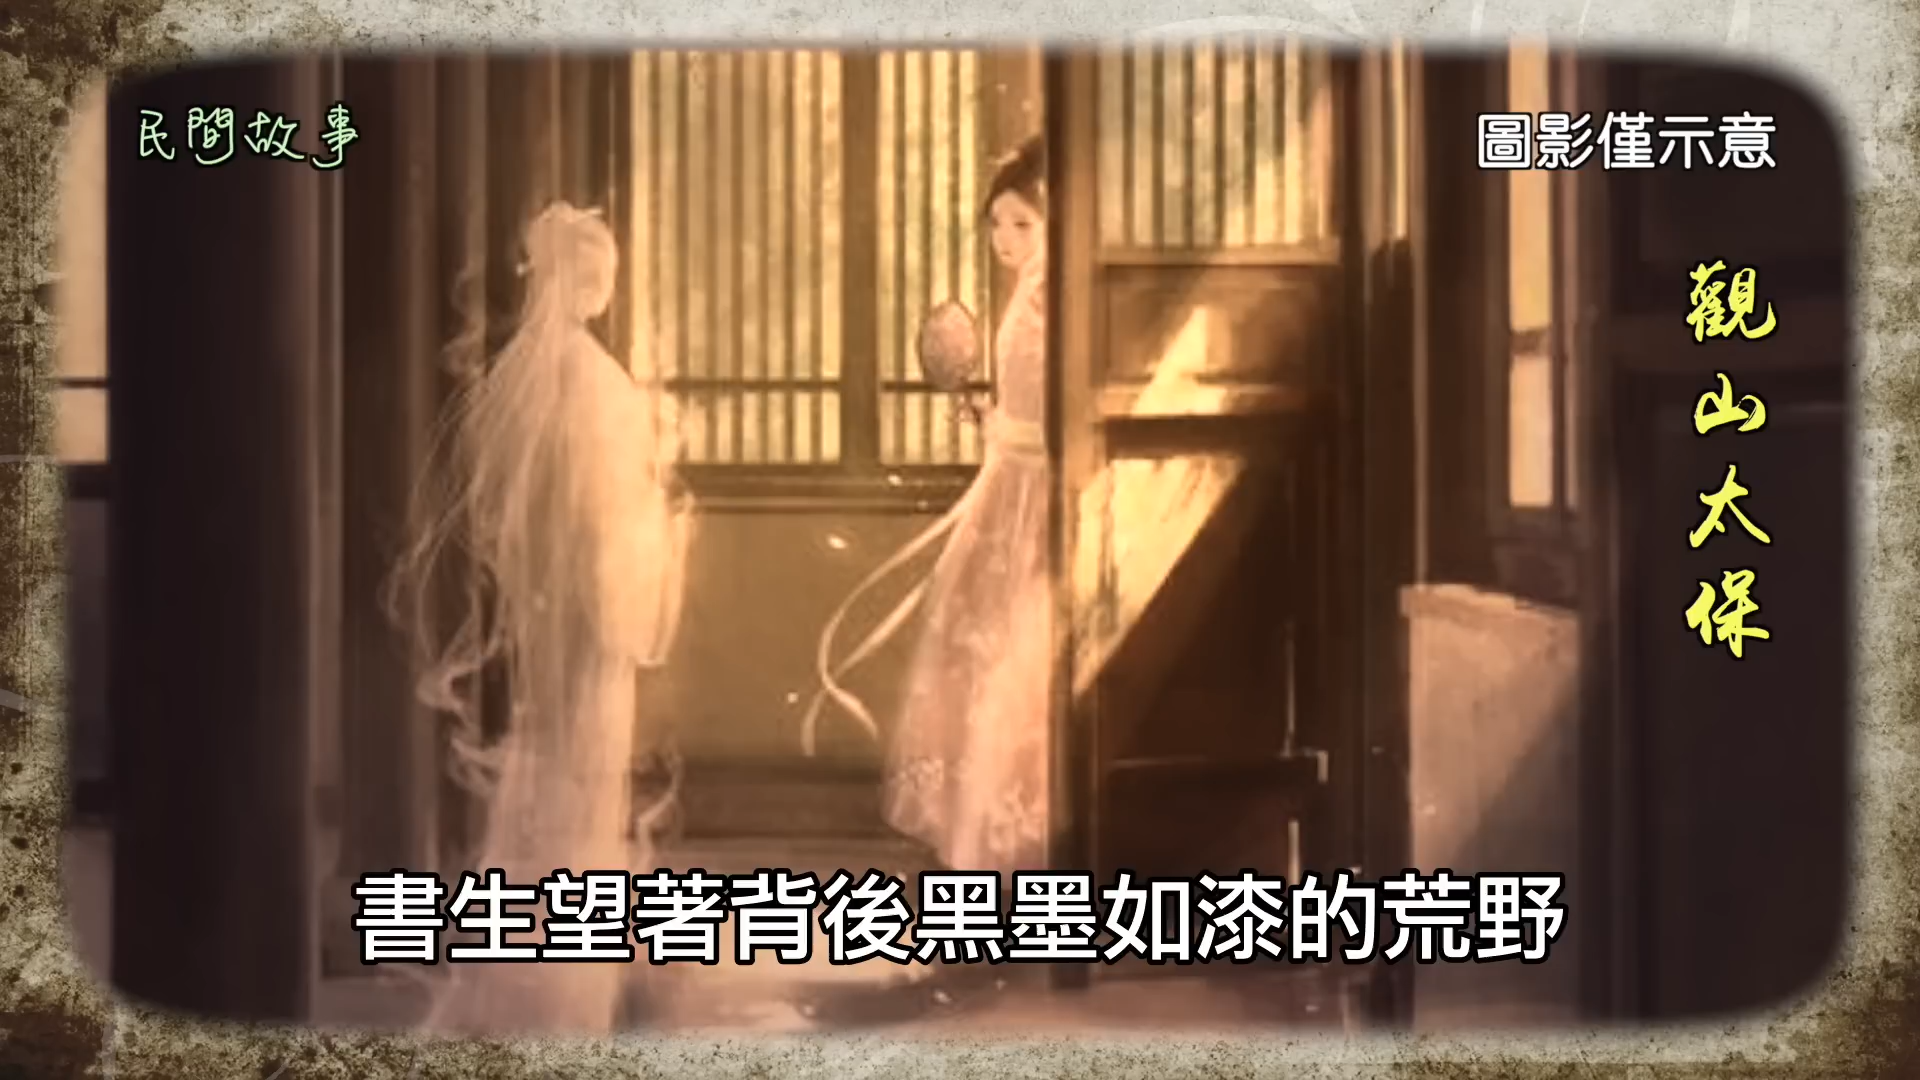 民間故事
圖影僅示意
觀山太保
書生望著背後黑墨如漆的荒野